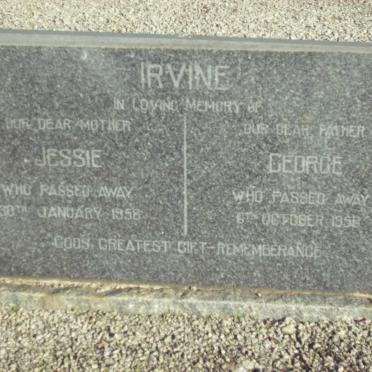 IRVINE
IN LOVING MEMORY OF
OUR DEAR MOTHER
JESSIE
WHO PASSED AWAY
30TH JANUARY 1958
OUR DEAR FATHER
GEORGE
WHO PASSED AWAY
6TH OCTOBER 1958
GODS GREATEST GIFT-REMEMBERANCE